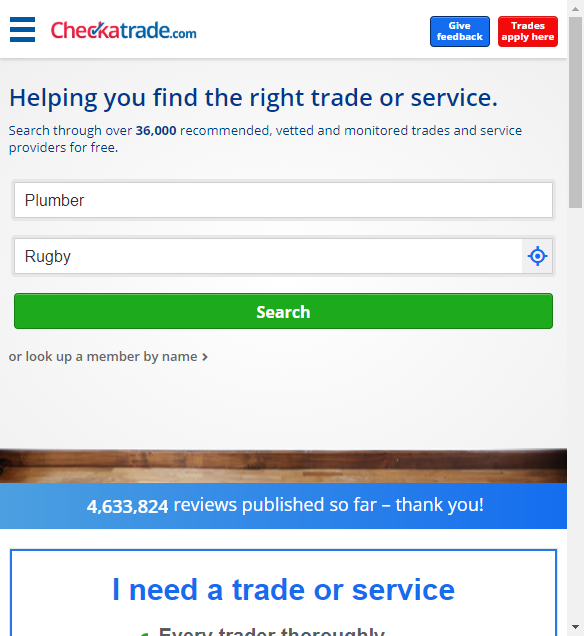 Checkatrade.com
Give
feedback
Trades
apply here
Helping you find the right trade or service.
Search through over 36,000 recommended, vetted and monitored trades and service
providers for free.
Plumber
Rugby
Search
or look up a member by name
4,633,824 reviews published so far – thank you!
I need a trade or service
Every trader thoroughly